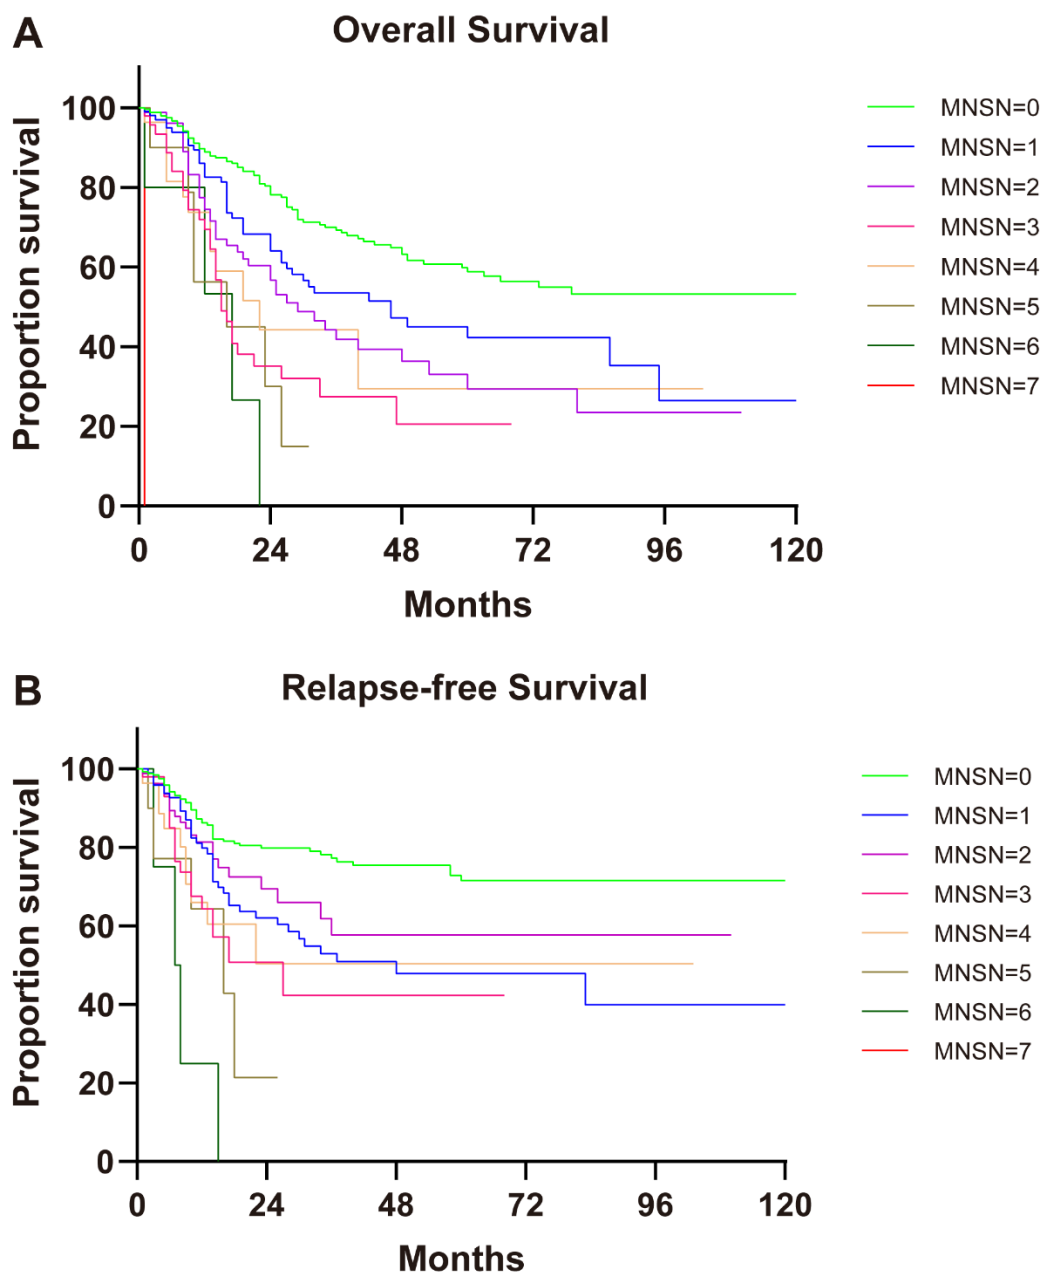 A
Overall Survival
Proportion survival
100
80
60
40
20
0
0 24 48 72 96 120
Months
MNSN=0
MNSN=1
MNSN=2
MNSN=3
MNSN=4
MNSN=5
MNSN=6
MNSN=7
B
Relapse-free Survival
Proportion survival
100
80
60
40
20
0
0 24 48 72 96 120
Months
MNSN=0
MNSN=1
MNSN=2
MNSN=3
MNSN=4
MNSN=5
MNSN=6
MNSN=7